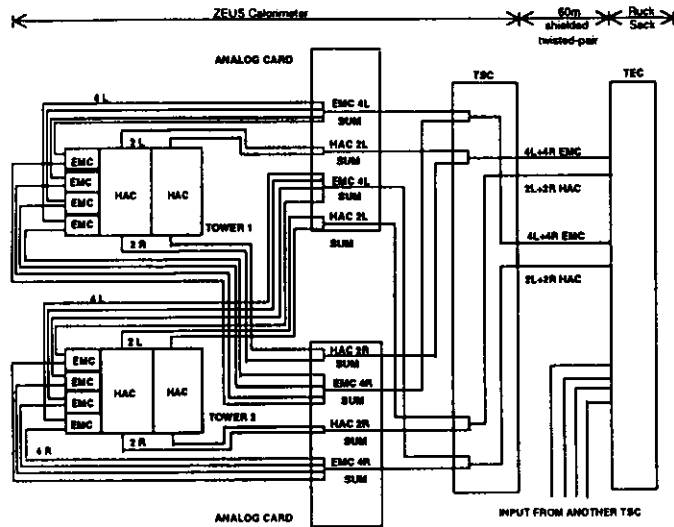 ZEUS Calorimeter
60m
shielded
twisted-pair
Ruck
Sack
ANALOG CARD
TSC
TEC
4 L
EMC 4L
SUM
2 L
HAC 2L
SUM
EMC
EMC
EMC
EMC
HAC
HAC
EMC 4L
SUM
4L+4R EMC
2L+2R HAC
HAC 2L
SUM
TOWER 1
2 R
4L+4R EMC
2L+2R HAC
4 L
2 L
HAC 2R
SUM
EMC
EMC
EMC
EMC
HAC
HAC
EMC 4R
SUM
TOWER 2
HAC 2R
SUM
4 R
2 R
EMC 4R
SUM
INPUT FROM ANOTHER TSC
ANALOG CARD